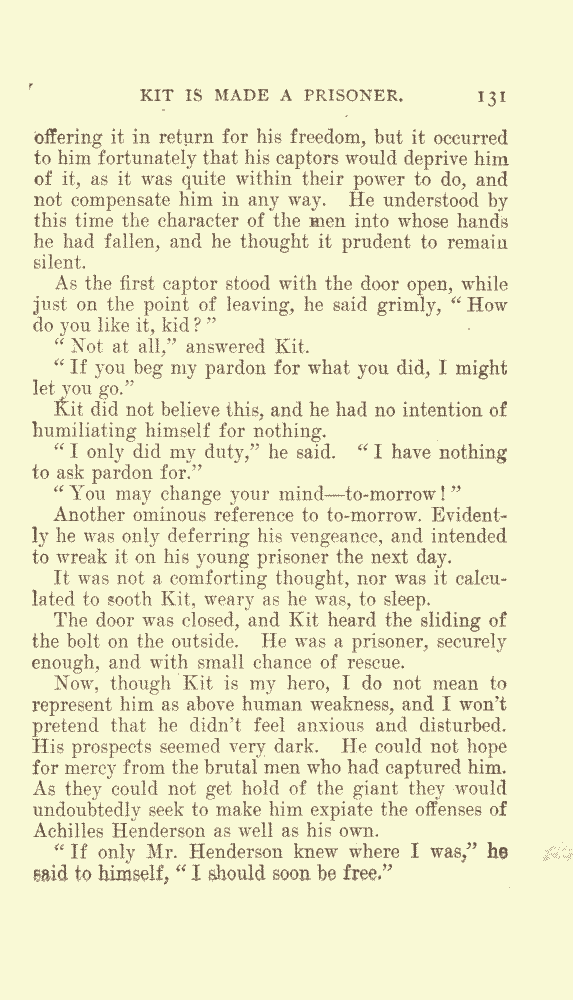 KIT IS MADE A PRISONER. 131
offering it in return for his freedom, but it occurred
to him fortunately that his captors would deprive him
of it, as it was quite within their power to do, and
not compensate him in any way. He understood by
this time the character of the men into whose hands
he had fallen, and he thought it prudent to remain
silent.
As the first captor stood with the door open, while
just on the point of leaving, he said grimly, “How
do you like it, kid?”
“Not at all,” answered Kit.
“If you beg my pardon for what you did, I might
let you go.”
Kit did not believe this, and he had no intention of
humiliating himself for nothing.
“I only did my duty,” he said. “I have nothing
to ask pardon for.”
“You may change your mind—to-morrow!”
Another ominous reference to to-morrow. Evident-
ly he was only deferring his vengeance, and intended
to wreak it on his young prisoner the next day.
It was not a comforting thought, nor was it calcu-
lated to sooth Kit, weary as he was, to sleep.
The door was closed, and Kit heard the sliding of
the bolt on the outside. He was a prisoner, securely
enough, and with small chance of rescue.
Now, though Kit is my hero, I do not mean to
represent him as above human weakness, and I won’t
pretend that he didn’t feel anxious and disturbed.
His prospects seemed very dark. He could not hope
for mercy from the brutal men who had captured him.
As they could not get hold of the giant they would
undoubtedly seek to make him expiate the offenses of
Achilles Henderson as well as his own.
“If only Mr. Henderson knew where I was,” he
said to himself, “I should soon be free.”